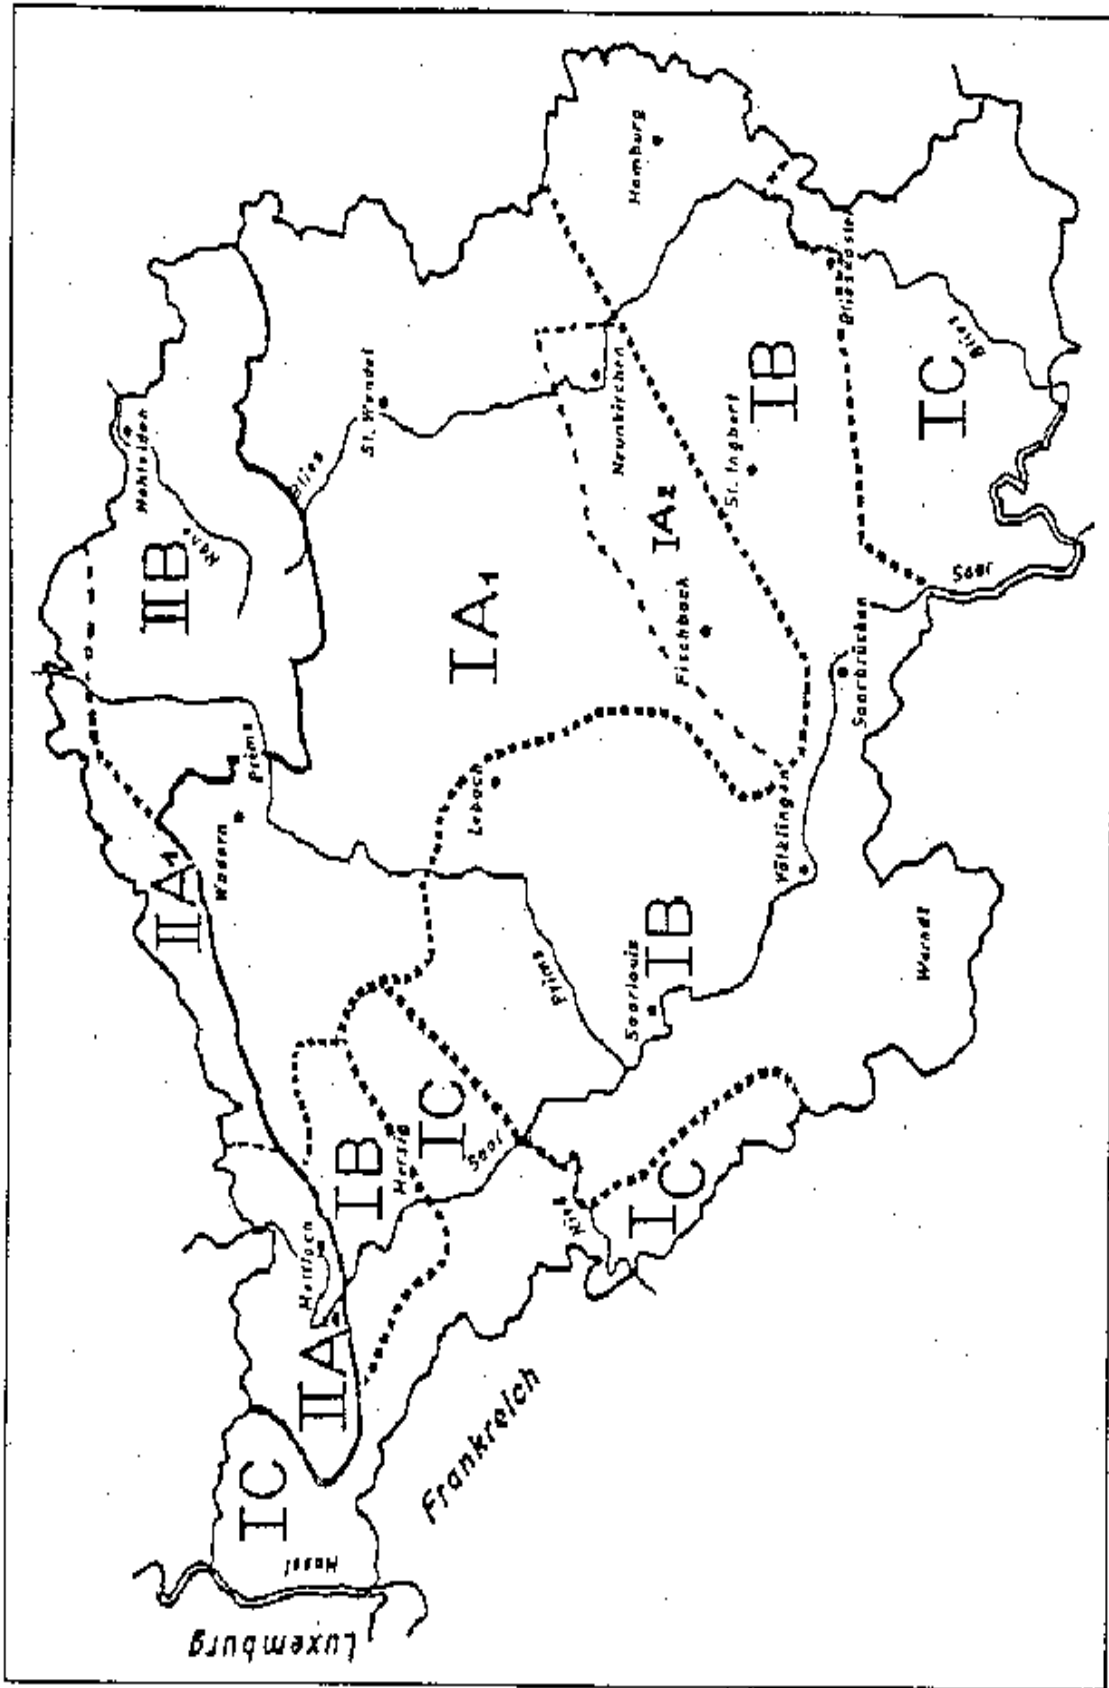 Luxemburg
Mosel
IC
IIA
Mettlach
Frankreich
IB
Merzig
IC
Saar
Nied
IC
IIA
Wadern
Prims
Prims
Lebach
Saarlouis
IB
Völklingen
Warndt
IIB
Nahe
Nohfelden
Blies
St. Wendel
IA1
IA2
Fischbach
Neunkirchen
St. Ingbert
IB
Saarbrücken
Saar
Homburg
Blieskastel
IC
Blies